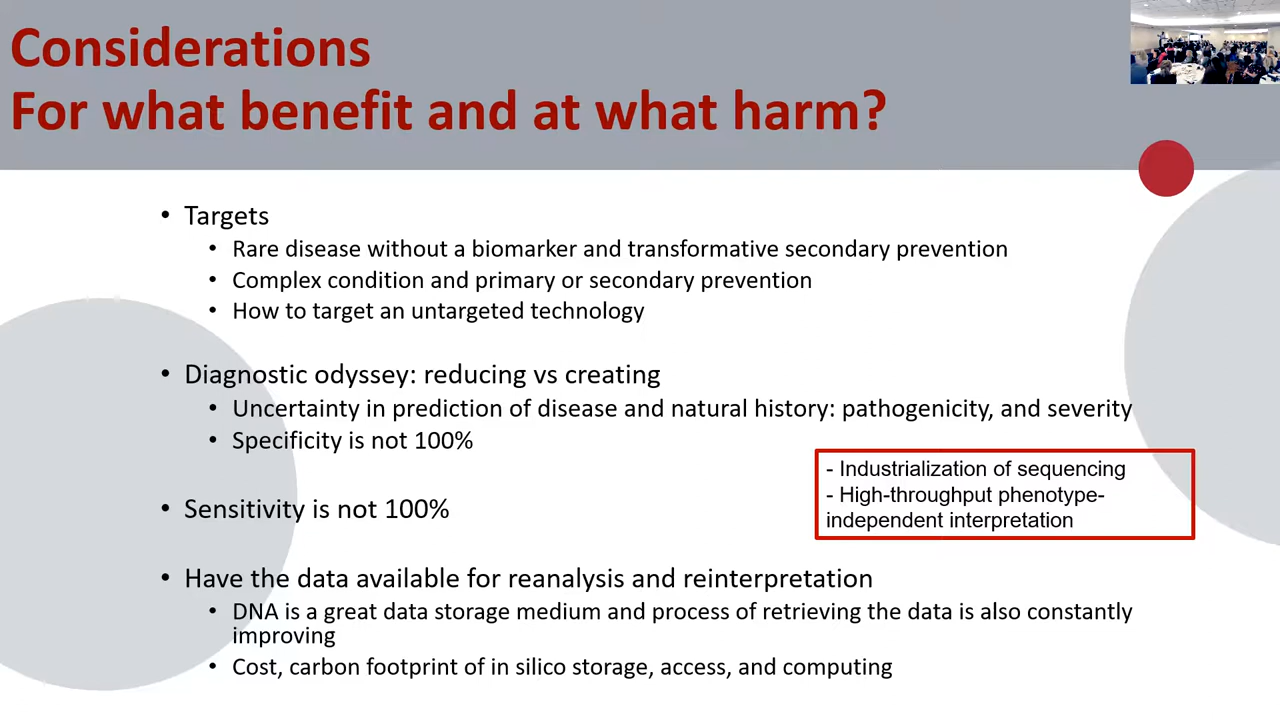 Considerations
For what benefit and at what harm?
• Targets
• Rare disease without a biomarker and transformative secondary prevention
• Complex condition and primary or secondary prevention
• How to target an untargeted technology
• Diagnostic odyssey: reducing vs creating
• Uncertainty in prediction of disease and natural history: pathogenicity, and severity
• Specificity is not 100%
- Industrialization of sequencing
- High-throughput phenotype-
independent interpretation
• Sensitivity is not 100%
• Have the data available for reanalysis and reinterpretation
• DNA is a great data storage medium and process of retrieving the data is also constantly
improving
• Cost, carbon footprint of in silico storage, access, and computing